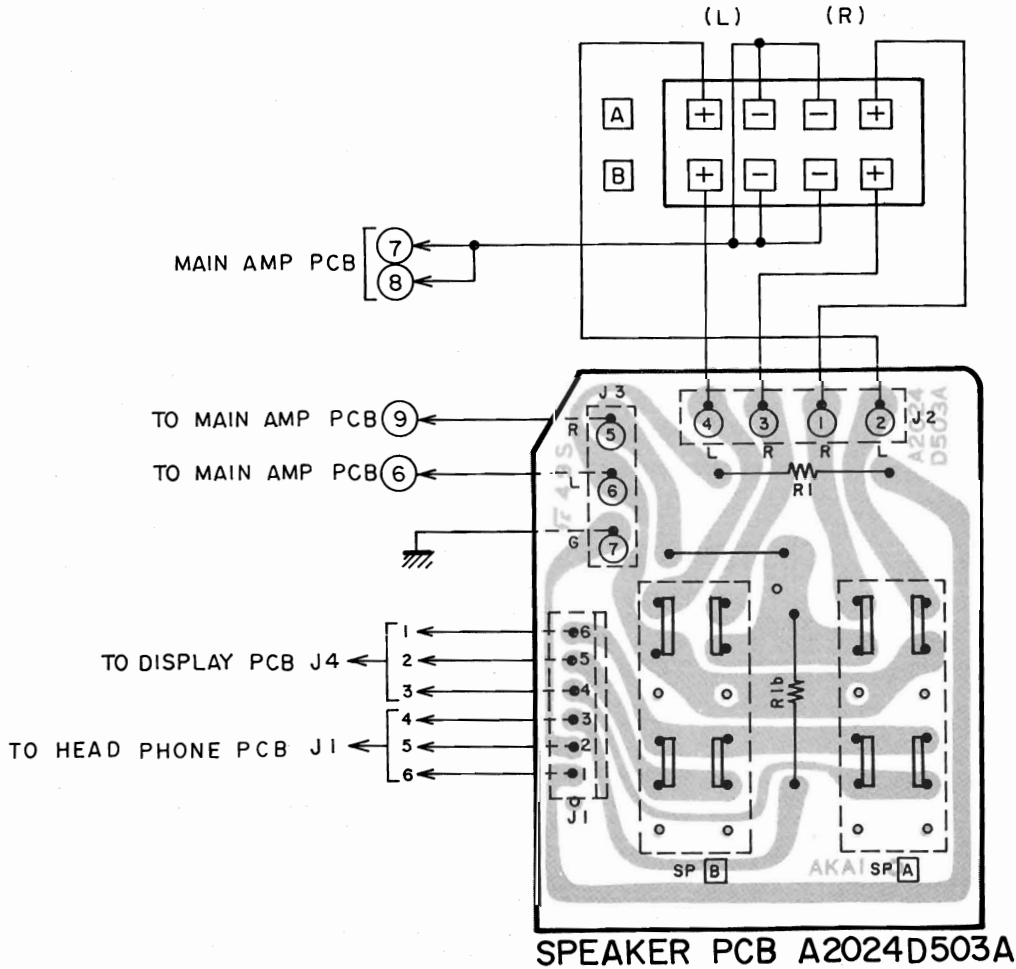 (L) (R)
A + − − +
B + − − +
MAIN AMP PCB 7
8
J3
TO MAIN AMP PCB 9
R 5
4 3 1 2 J2
L R R L
A2024
D503A
TO MAIN AMP PCB 6
L 6
R1
G 7
TO DISPLAY PCB J4
1 6
2 5
3 4
TO HEAD PHONE PCB J1
4 3
5 2
6 1
J1
R1b
SP B
AKAI
SP A
SPEAKER PCB A2024D503A